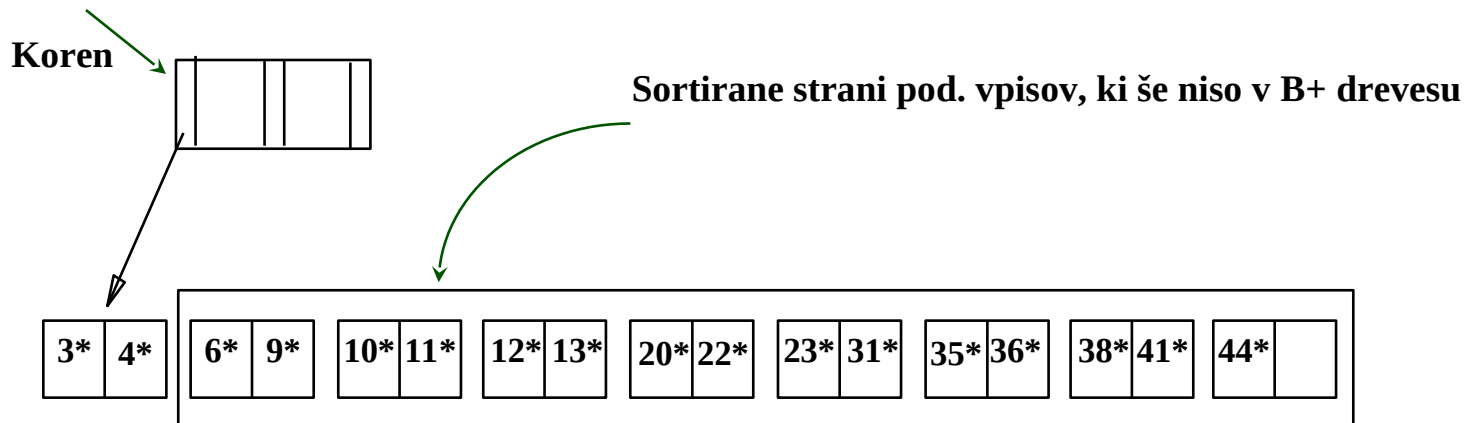 Koren
Sortirane strani pod. vpisov, ki še niso v B+ drevesu
3* 4* 6* 9* 10* 11* 12* 13* 20* 22* 23* 31* 35* 36* 38* 41* 44*